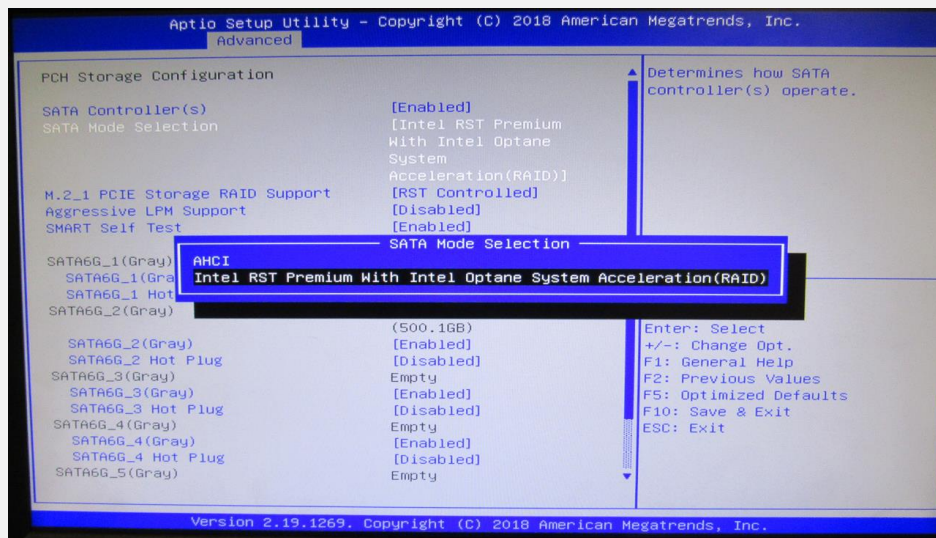 Aptio Setup Utility – Copyright (C) 2018 American Megatrends, Inc.
Advanced
PCH Storage Configuration
SATA Controller(s) [Enabled]
SATA Mode Selection [Intel RST Premium
With Intel Optane
System
Acceleration(RAID)]
M.2_1 PCIE Storage RAID Support [RST Controlled]
Aggressive LPM Support [Disabled]
SMART Self Test [Enabled]
SATA6G_1(Gray)
SATA6G_1(Gra
SATA6G_1 Hot
SATA6G_2(Gray)
(500.1GB)
SATA6G_2(Gray) [Enabled]
SATA6G_2 Hot Plug [Disabled]
SATA6G_3(Gray) Empty
SATA6G_3(Gray) [Enabled]
SATA6G_3 Hot Plug [Disabled]
SATA6G_4(Gray) Empty
SATA6G_4(Gray) [Enabled]
SATA6G_4 Hot Plug [Disabled]
SATA6G_5(Gray) Empty
SATA Mode Selection
AHCI
Intel RST Premium With Intel Optane System Acceleration(RAID)
Determines how SATA
controller(s) operate.
Enter: Select
+/-: Change Opt.
F1: General Help
F2: Previous Values
F5: Optimized Defaults
F10: Save & Exit
ESC: Exit
Version 2.19.1269. Copyright (C) 2018 American Megatrends, Inc.